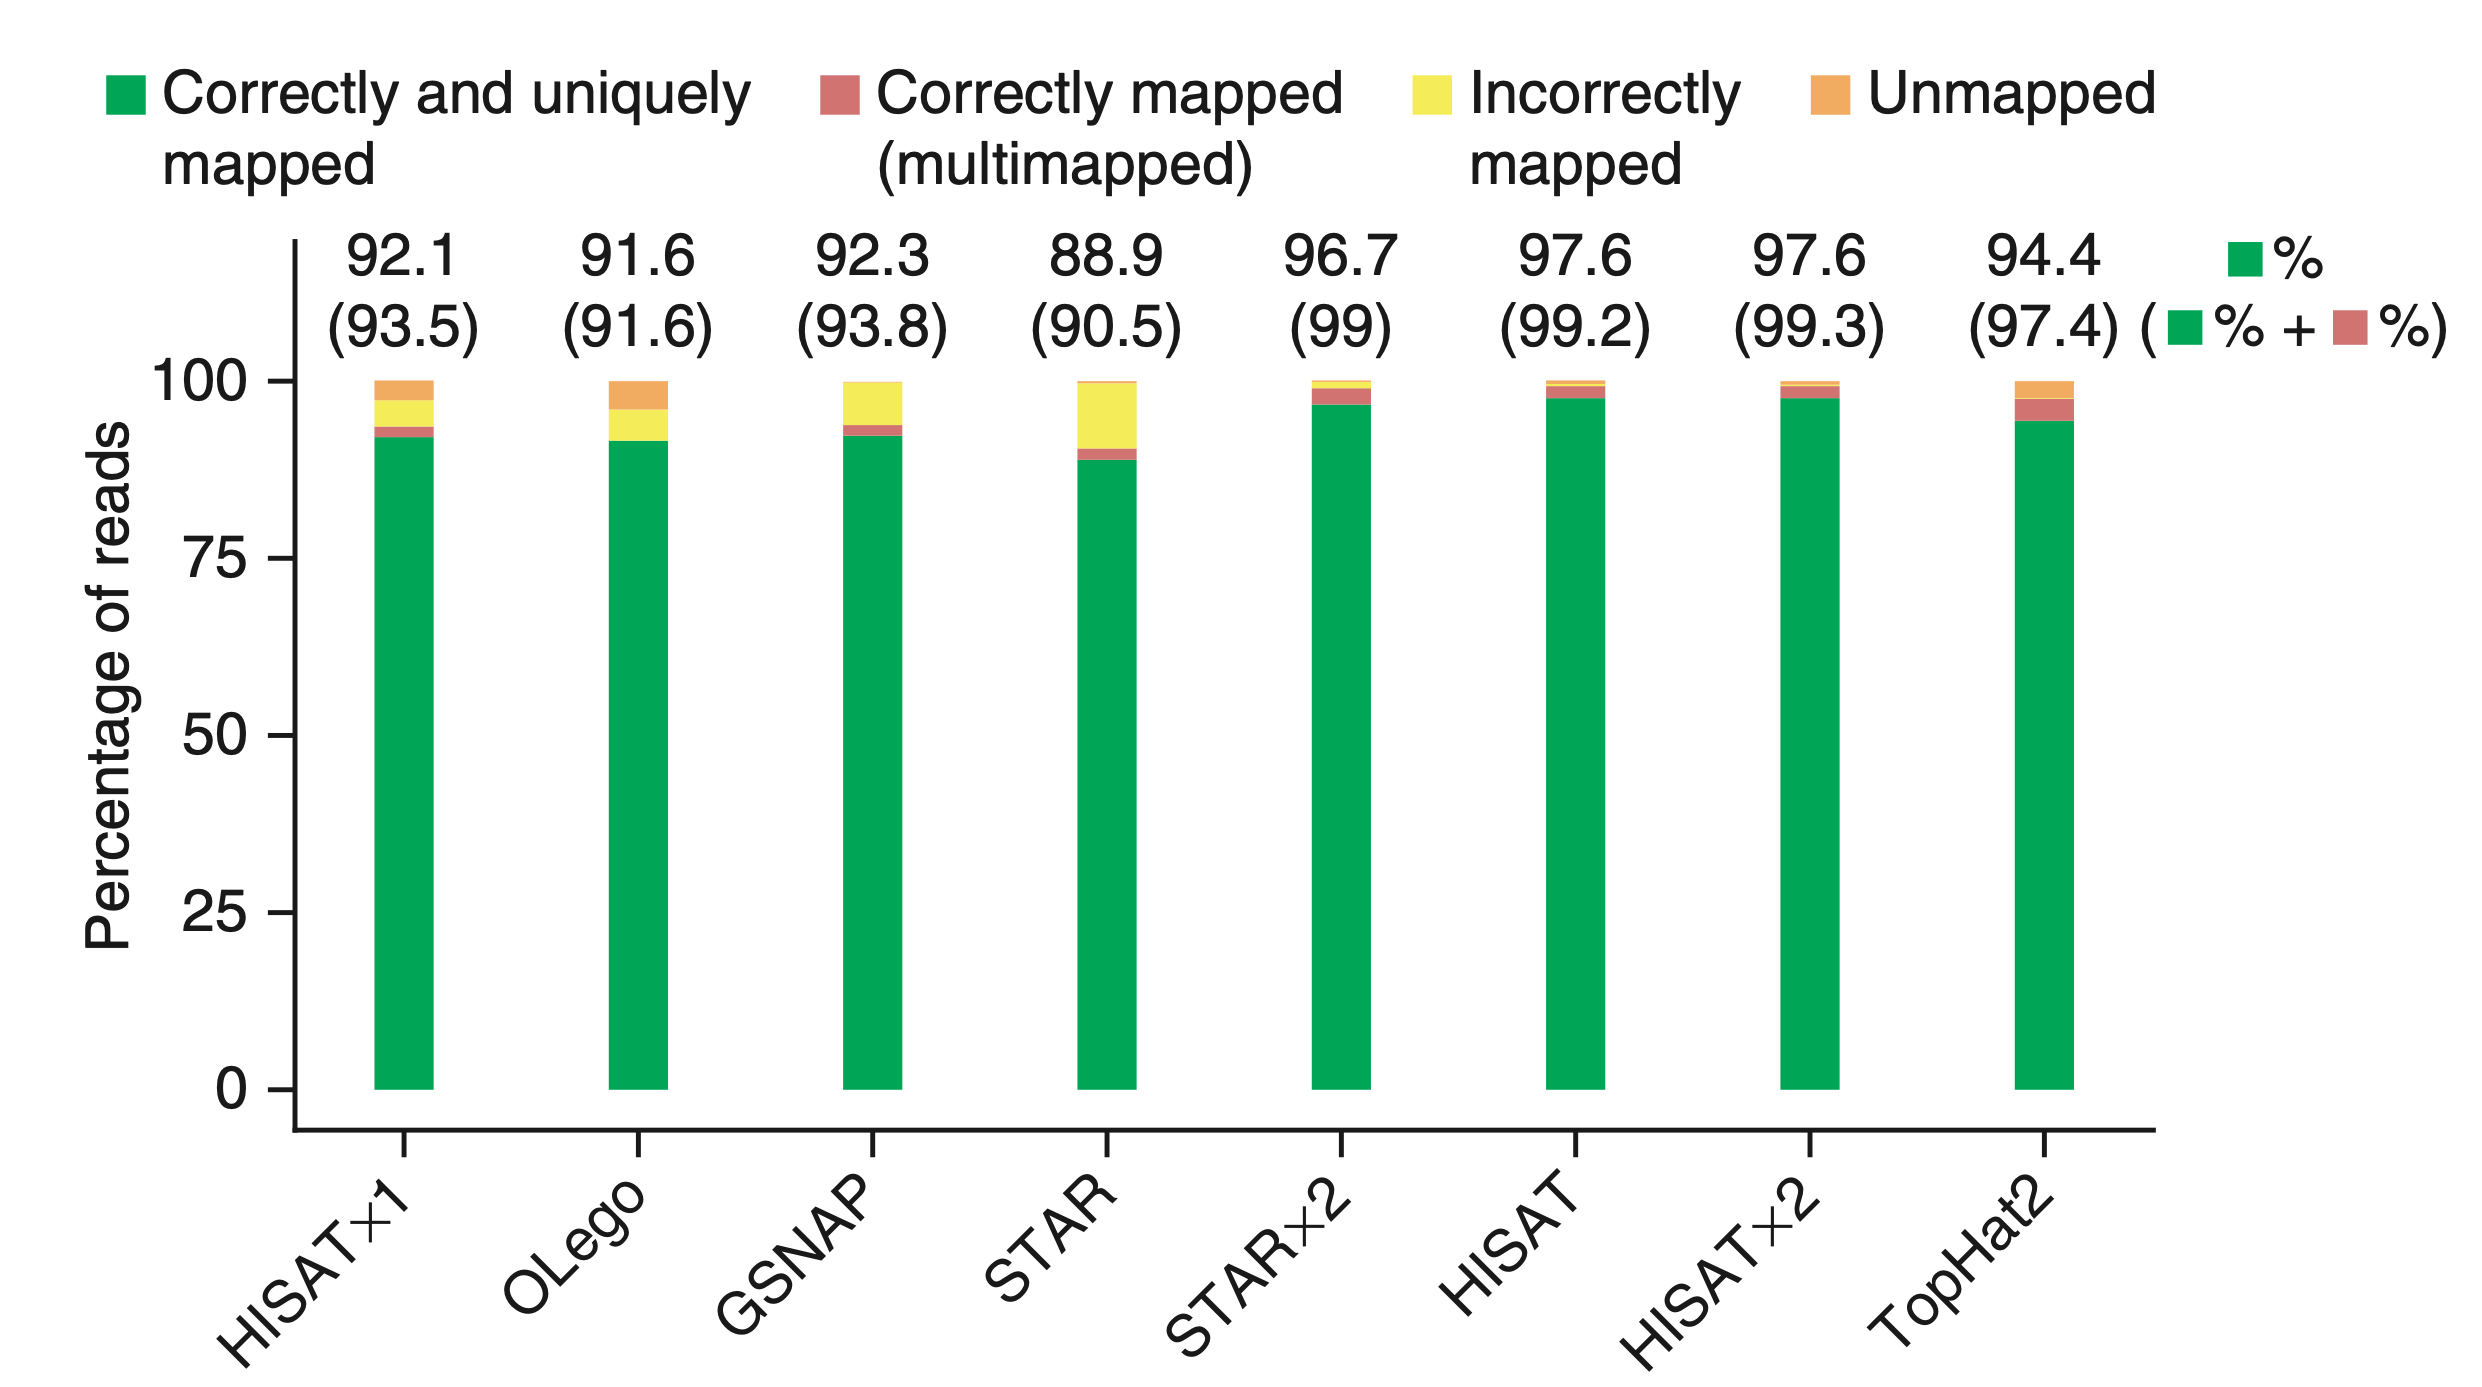 Correctly and uniquely mapped
Correctly mapped (multimapped)
Incorrectly mapped
Unmapped
92.1 91.6 92.3 88.9 96.7 97.6 97.6 94.4 %
(93.5) (91.6) (93.8) (90.5) (99) (99.2) (99.3) (97.4) ( % + %)
Percentage of reads
100
75
50
25
0
HISAT×1
OLego
GSNAP
STAR
STAR×2
HISAT
HISAT×2
TopHat2